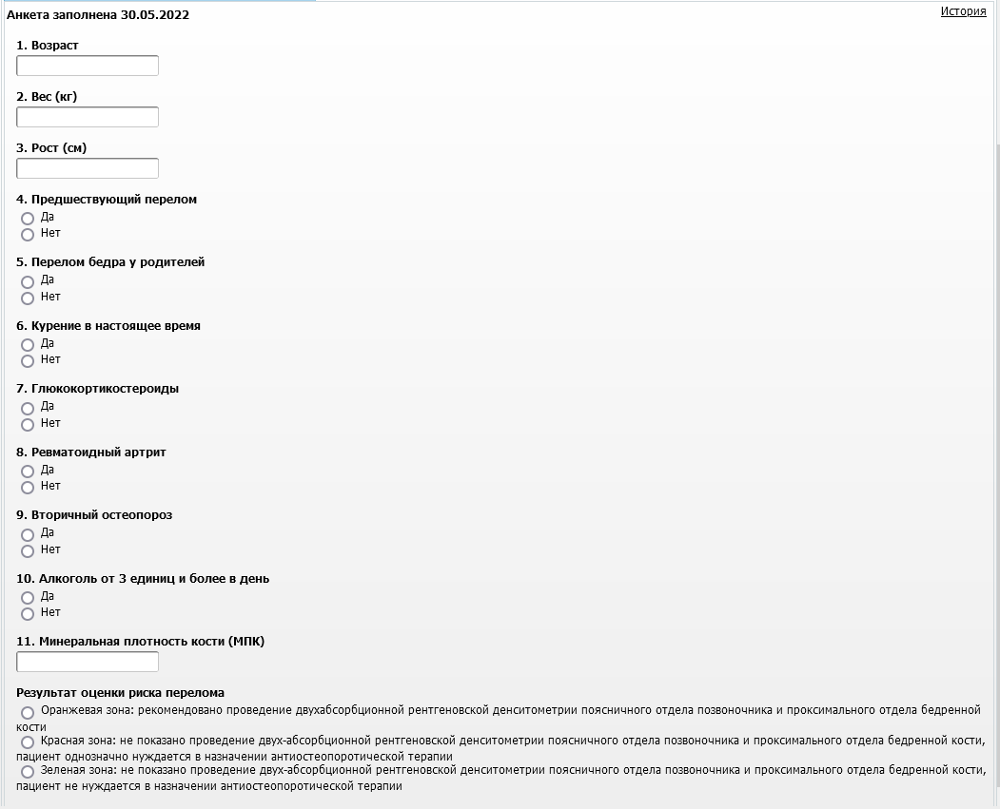 Анкета заполнена 30.05.2022
История
1. Возраст
2. Вес (кг)
3. Рост (см)
4. Предшествующий перелом
Да
Нет
5. Перелом бедра у родителей
Да
Нет
6. Курение в настоящее время
Да
Нет
7. Глюкокортикостероиды
Да
Нет
8. Ревматоидный артрит
Да
Нет
9. Вторичный остеопороз
Да
Нет
10. Алкоголь от 3 единиц и более в день
Да
Нет
11. Минеральная плотность кости (МПК)
Результат оценки риска перелома
Оранжевая зона: рекомендовано проведение двухабсорбционной рентгеновской денситометрии поясничного отдела позвоночника и проксимального отдела бедренной
кости
Красная зона: не показано проведение двух-абсорбционной рентгеновской денситометрии поясничного отдела позвоночника и проксимального отдела бедренной кости,
пациент однозначно нуждается в назначении антиостеопоротической терапии
Зеленая зона: не показано проведение двух-абсорбционной рентгеновской денситометрии поясничного отдела позвоночника и проксимального отдела бедренной кости,
пациент не нуждается в назначении антиостеопоротической терапии